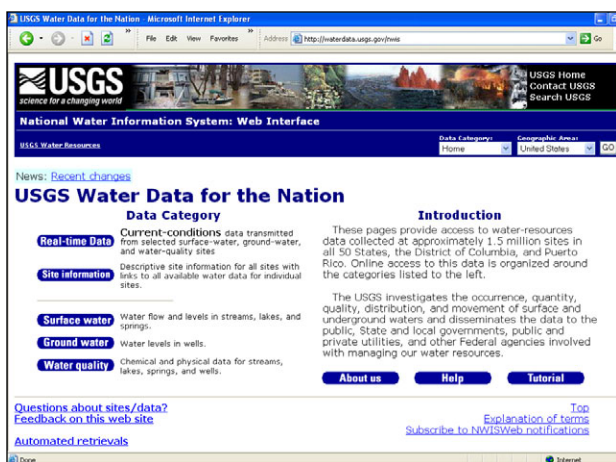 USGS Water Data for the Nation - Microsoft Internet Explorer
File Edit View Favorites » Address http://waterdata.usgs.gov/nwis Go
USGS
science for a changing world
USGS Home
Contact USGS
Search USGS
National Water Information System: Web Interface
USGS Water Resources
Data Category:
Home
Geographic Area:
United States
GO
News: Recent changes
USGS Water Data for the Nation
Data Category
Real-time Data
Current-conditions data transmitted
from selected surface-water, ground-water,
and water-quality sites
Site information
Descriptive site information for all sites with
links to all available water data for individual
sites.
Surface water
Water flow and levels in streams, lakes, and
springs.
Ground water
Water levels in wells.
Water quality
Chemical and physical data for streams,
lakes, springs, and wells.
Introduction
These pages provide access to water-resources
data collected at approximately 1.5 million sites in
all 50 States, the District of Columbia, and Puerto
Rico. Online access to this data is organized around
the categories listed to the left.
The USGS investigates the occurrence, quantity,
quality, distribution, and movement of surface and
underground waters and disseminates the data to the
public, State and local governments, public and
private utilities, and other Federal agencies involved
with managing our water resources.
About us
Help
Tutorial
Questions about sites/data?
Feedback on this web site
Automated retrievals
Top
Explanation of terms
Subscribe to NWISWeb notifications
Done
Internet